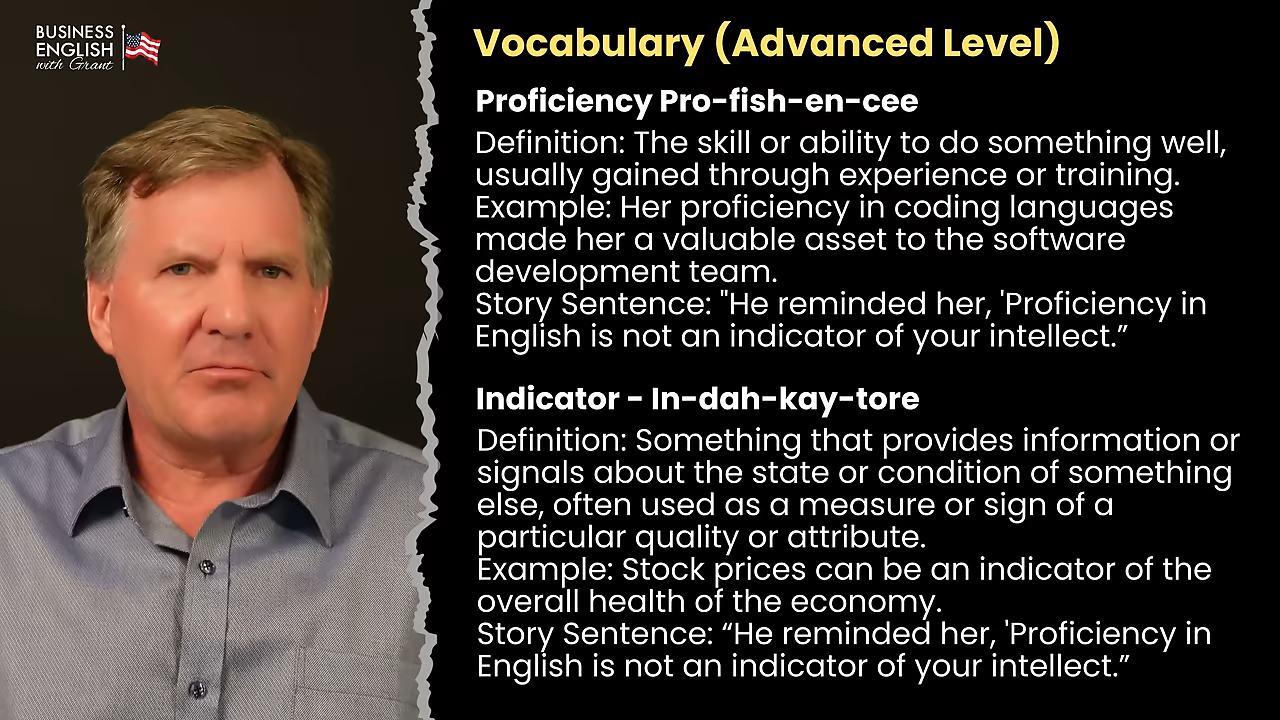 BUSINESS
ENGLISH
with Grant
Vocabulary (Advanced Level)
Proficiency Pro-fish-en-cee
Definition: The skill or ability to do something well,
usually gained through experience or training.
Example: Her proficiency in coding languages
made her a valuable asset to the software
development team.
Story Sentence: "He reminded her, 'Proficiency in
English is not an indicator of your intellect.”
Indicator - In-dah-kay-tore
Definition: Something that provides information or
signals about the state or condition of something
else, often used as a measure or sign of a
particular quality or attribute.
Example: Stock prices can be an indicator of the
overall health of the economy.
Story Sentence: “He reminded her, 'Proficiency in
English is not an indicator of your intellect.”